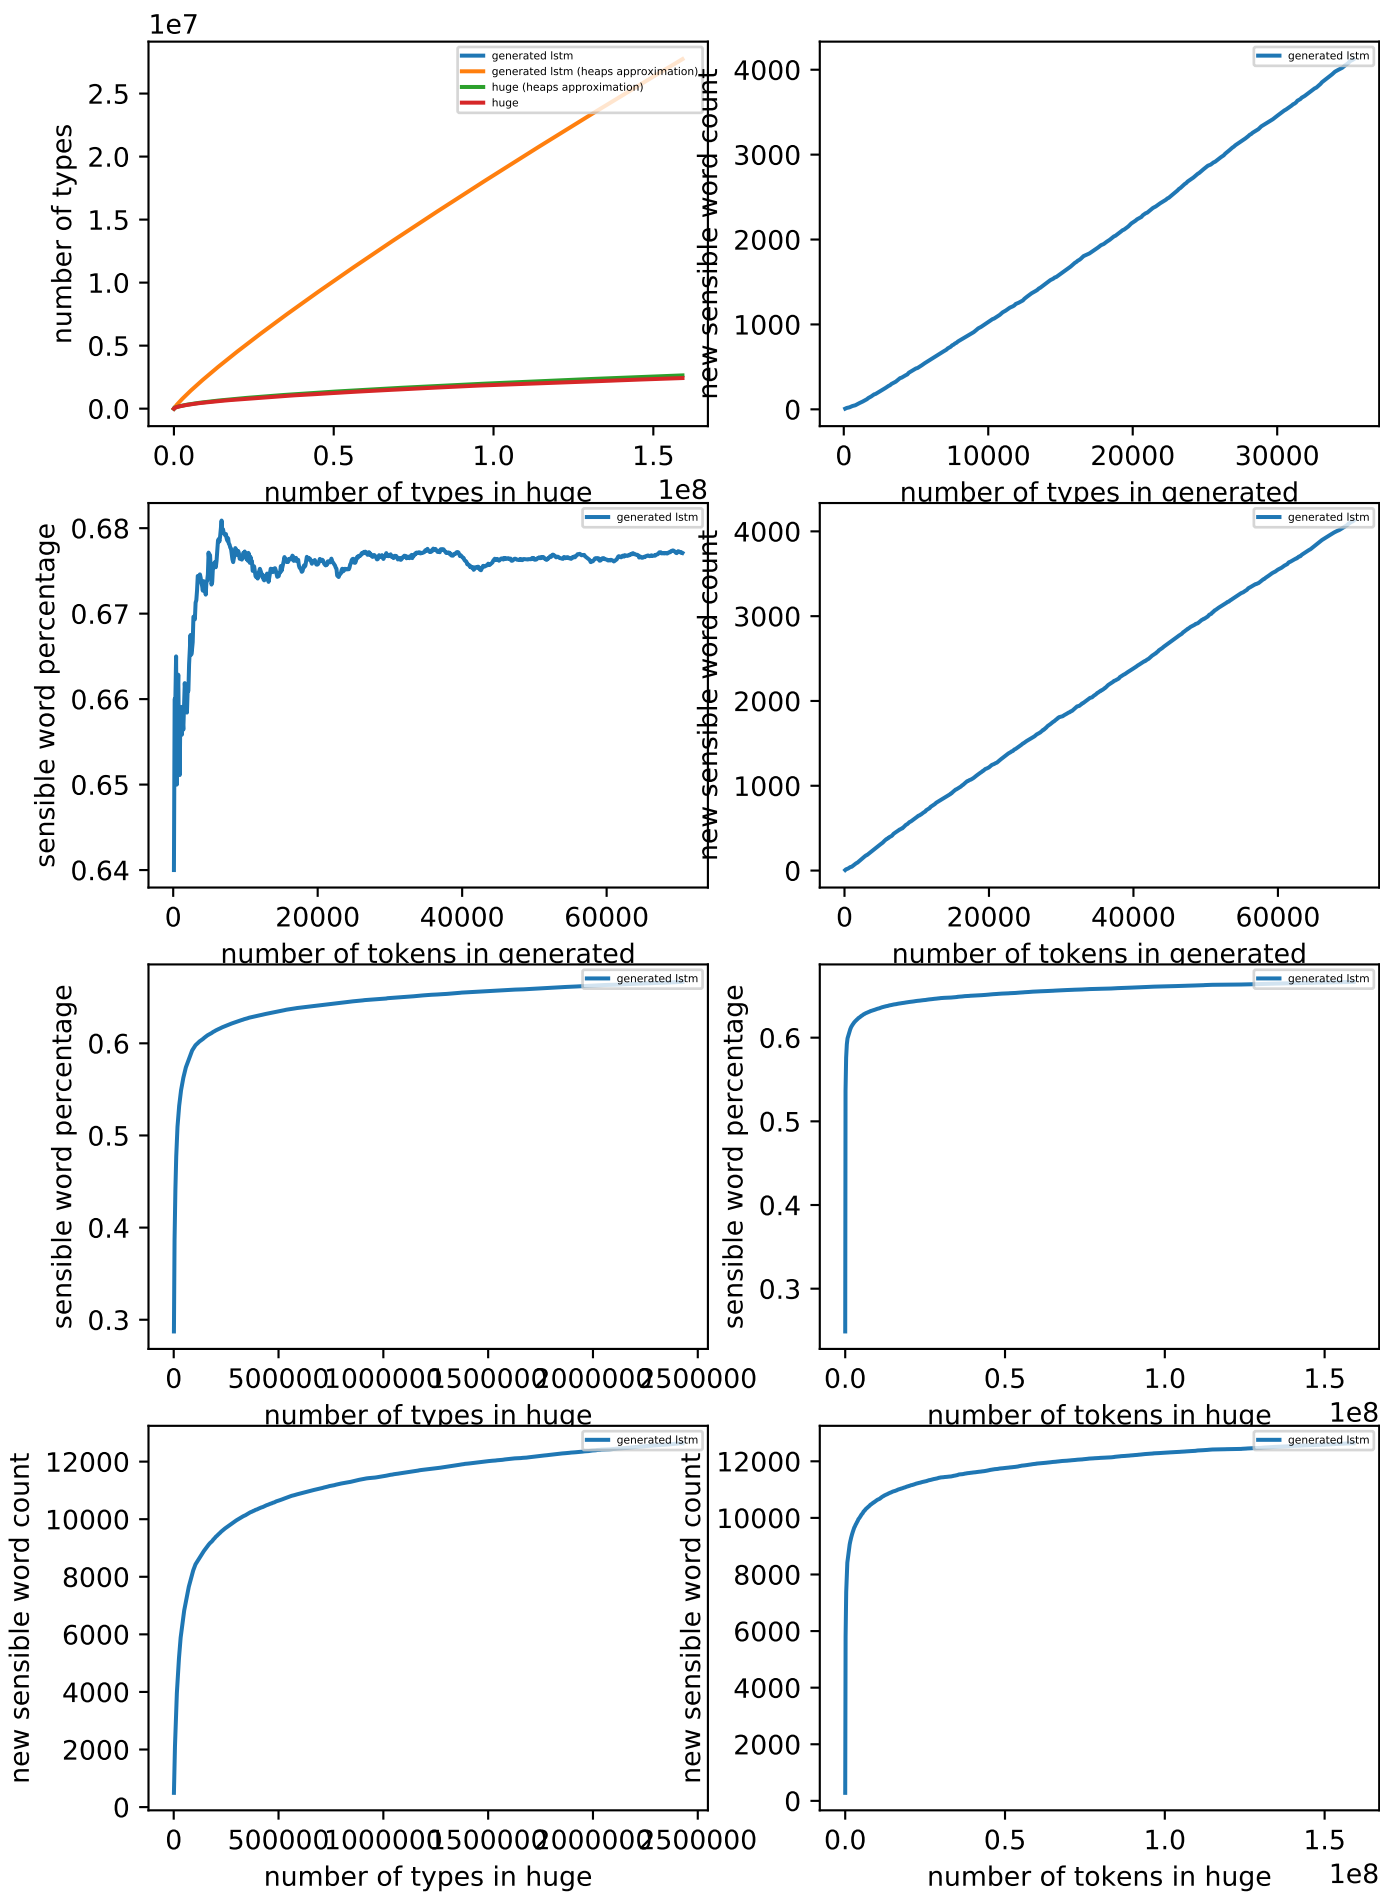 1e7
number of types
2.5
2.0
1.5
1.0
0.5
0.0
generated lstm
generated lstm (heaps approximation)
huge (heaps approximation)
huge
0.0 0.5 1.0 1.5
1e8
number of types in huge
new sensible word count
4000
3000
2000
1000
0
generated lstm
0 10000 20000 30000
number of types in generated
sensible word percentage
0.68
0.67
0.66
0.65
0.64
generated lstm
0 20000 40000 60000
number of tokens in generated
new sensible word count
4000
3000
2000
1000
0
generated lstm
0 20000 40000 60000
number of tokens in generated
sensible word percentage
0.6
0.5
0.4
0.3
generated lstm
0 500000 1000000 1500000 2000000 2500000
number of types in huge
sensible word percentage
0.6
0.5
0.4
0.3
generated lstm
0.0 0.5 1.0 1.5
1e8
number of tokens in huge
new sensible word count
12000
10000
8000
6000
4000
2000
0
generated lstm
0 500000 1000000 1500000 2000000 2500000
number of types in huge
new sensible word count
12000
10000
8000
6000
4000
2000
0
generated lstm
0.0 0.5 1.0 1.5
1e8
number of tokens in huge